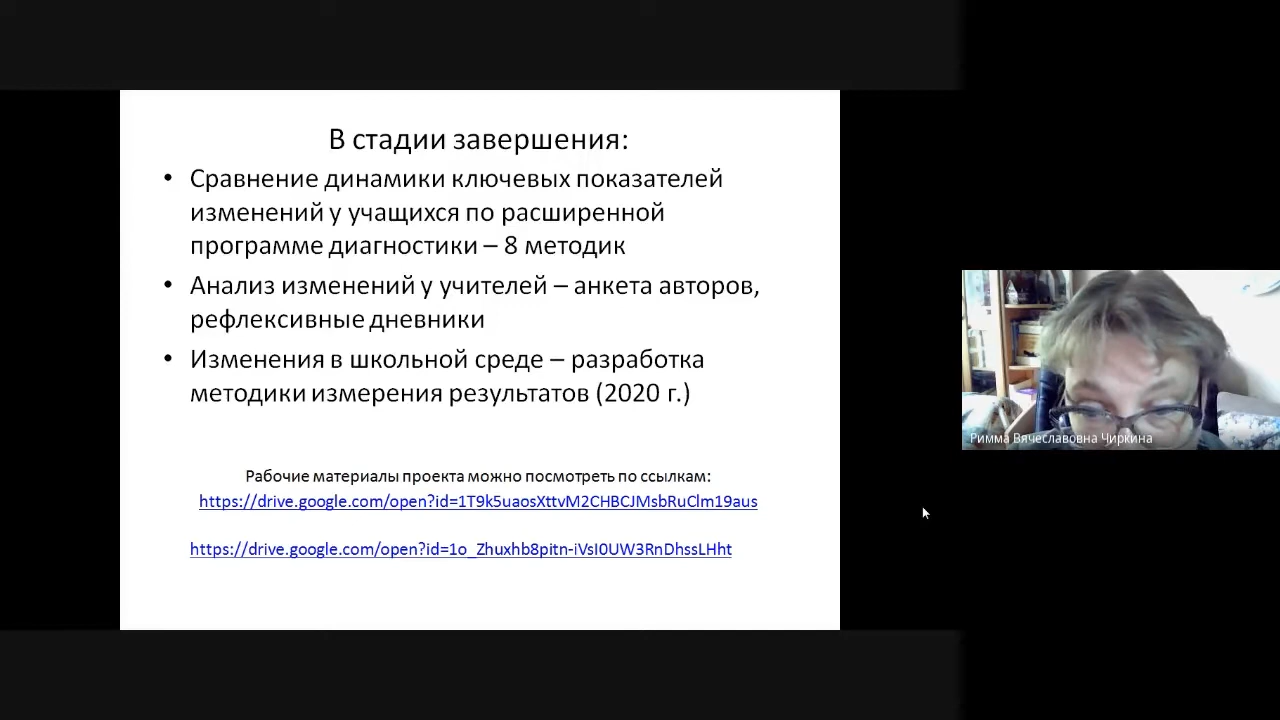 В стадии завершения:
• Сравнение динамики ключевых показателей
изменений у учащихся по расширенной
программе диагностики – 8 методик
• Анализ изменений у учителей – анкета авторов,
рефлексивные дневники
• Изменения в школьной среде – разработка
методики измерения результатов (2020 г.)
Рабочие материалы проекта можно посмотреть по ссылкам:
https://drive.google.com/open?id=1T9k5uaosXttvM2CHBCJMsbRuClm19aus
https://drive.google.com/open?id=1o_Zhuxhb8pitn-iVsI0UW3RnDhssLHht
Римма Вячеславовна Чиркина